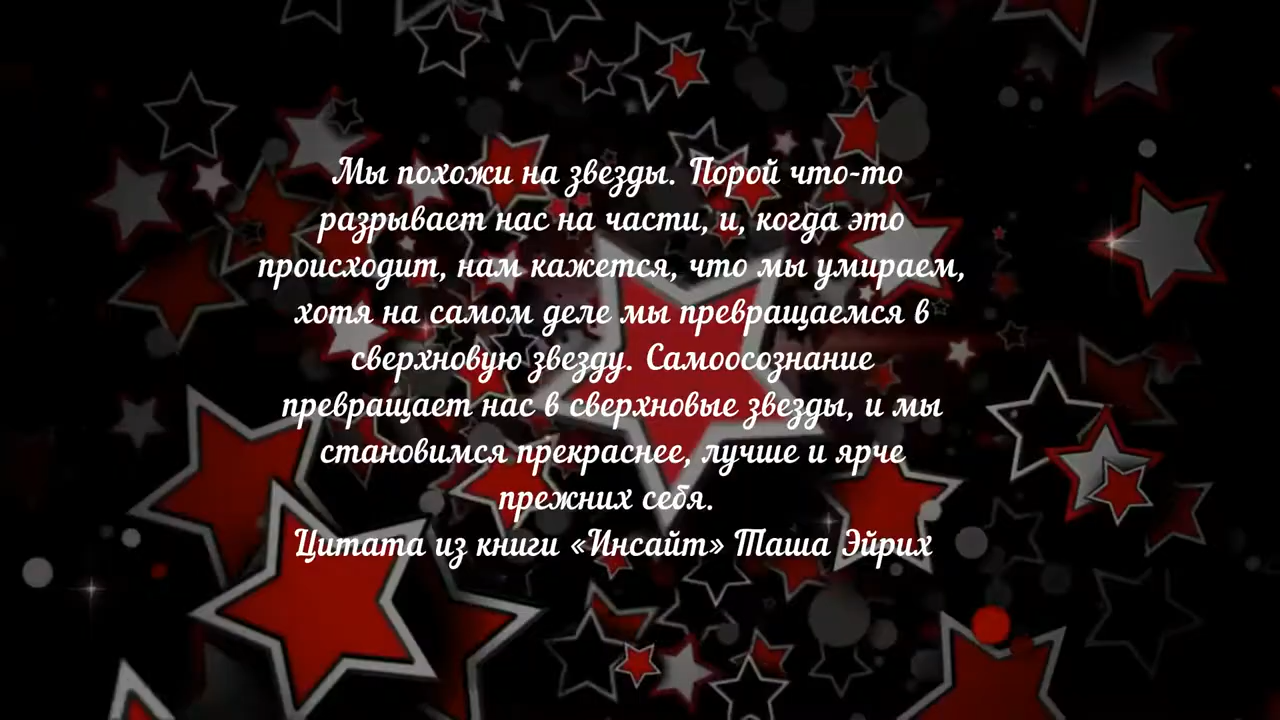 Мы похожи на звезды. Порой что-то
разрывает нас на части, и, когда это
происходит, нам кажется, что мы умираем,
хотя на самом деле мы превращаемся в
сверхновую звезду. Самоосознание
превращает нас в сверхновые звезды, и мы
становимся прекраснее, лучше и ярче
прежних себя.
Цитата из книги «Инсайт» Таша Эйрих